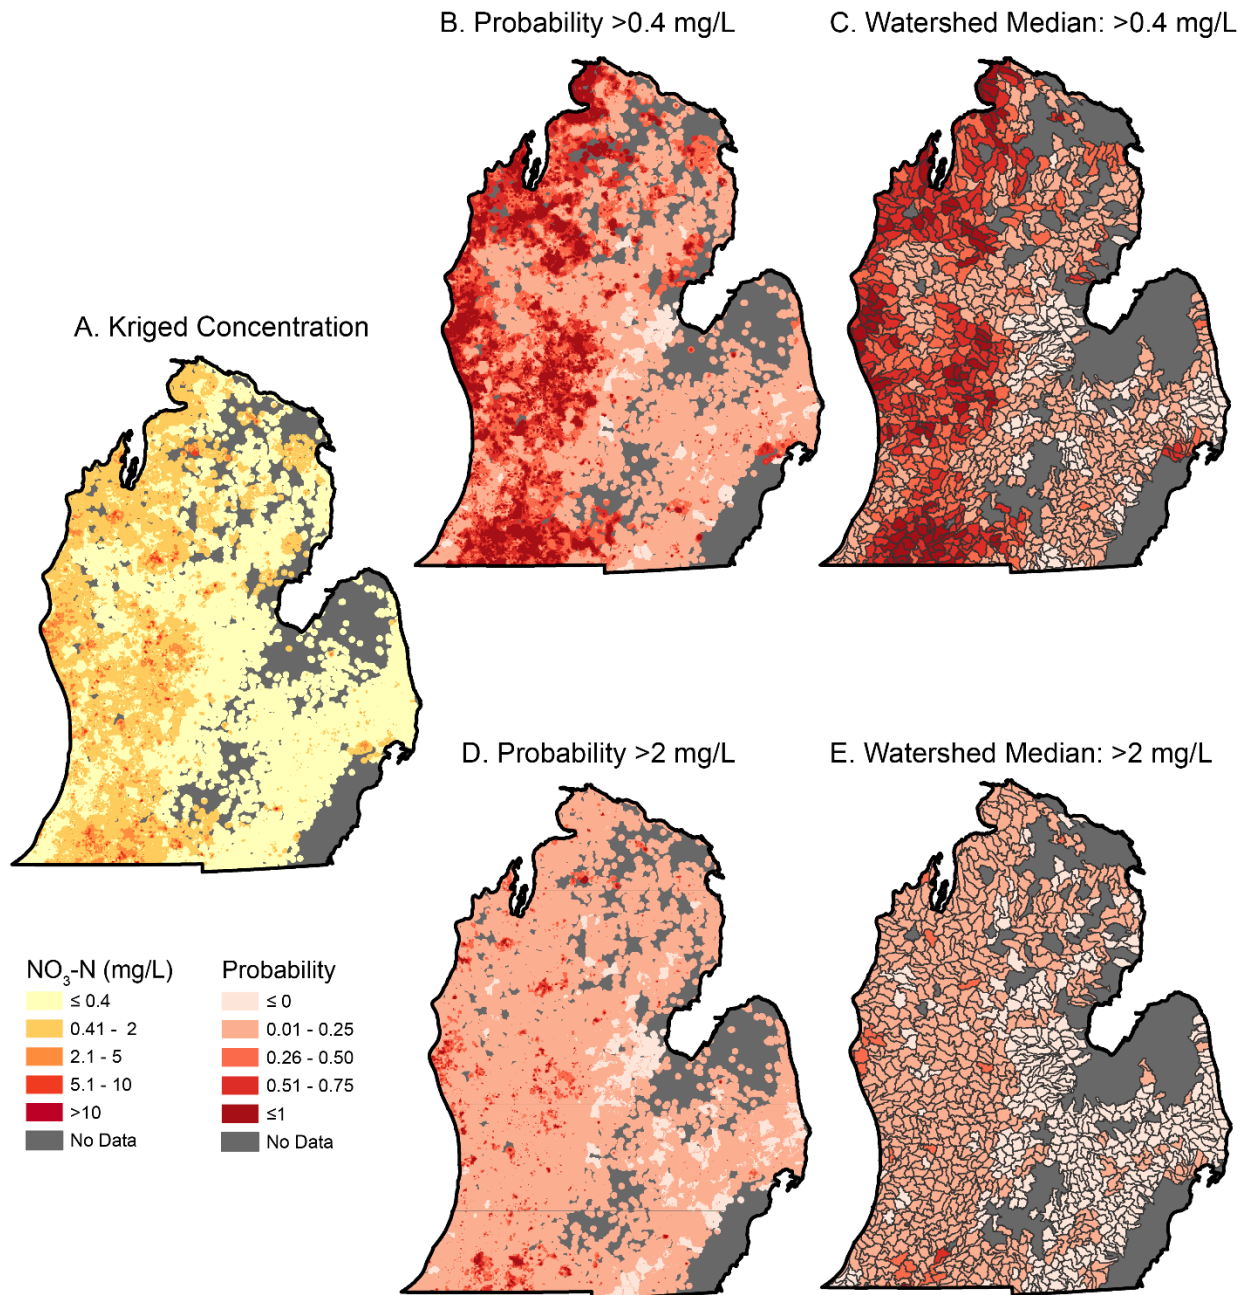 B. Probability >0.4 mg/L
C. Watershed Median: >0.4 mg/L
A. Kriged Concentration
D. Probability >2 mg/L
E. Watershed Median: >2 mg/L
NO₃-N (mg/L)
≤ 0.4
0.41 - 2
2.1 - 5
5.1 - 10
>10
No Data
Probability
≤ 0
0.01 - 0.25
0.26 - 0.50
0.51 - 0.75
≤1
No Data